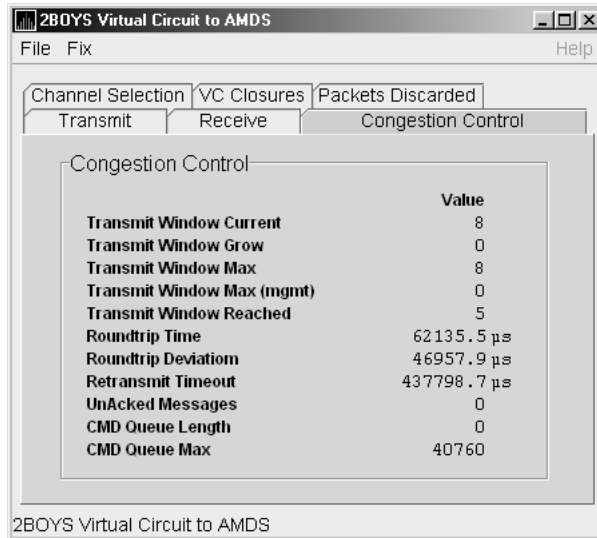 2BOYS Virtual Circuit to AMDS
File Fix Help
Channel Selection VC Closures Packets Discarded
Transmit Receive Congestion Control
Congestion Control
Value
Transmit Window Current 8
Transmit Window Grow 0
Transmit Window Max 8
Transmit Window Max (mgmt) 0
Transmit Window Reached 5
Roundtrip Time 62135.5 µs
Roundtrip Deviatiom 46957.9 µs
Retransmit Timeout 437798.7 µs
UnAcked Messages 0
CMD Queue Length 0
CMD Queue Max 40760
2BOYS Virtual Circuit to AMDS